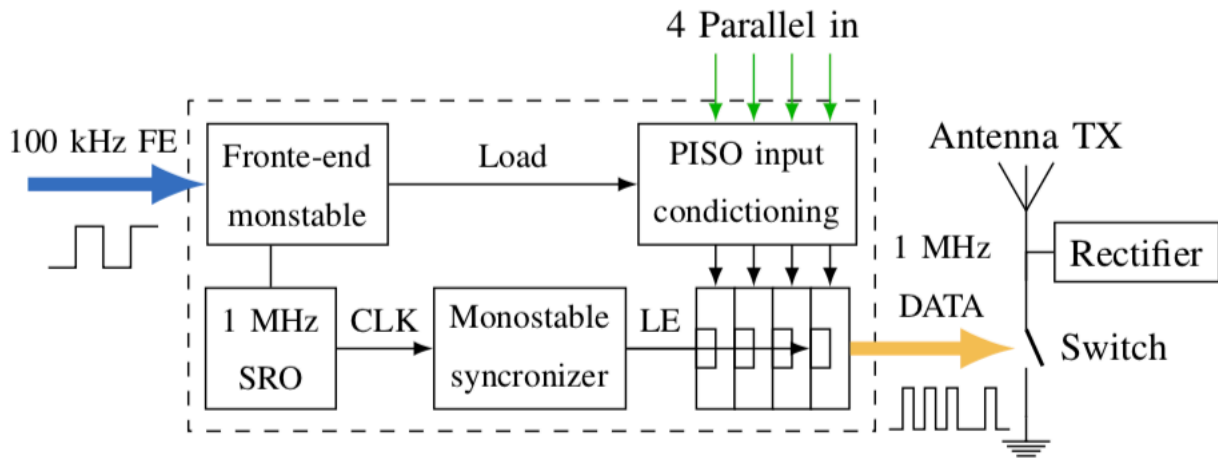 4 Parallel in
100 kHz FE
Fronte-end
monstable
Load
PISO input
condictioning
Antenna TX
1 MHz
DATA
Rectifier
1 MHz
SRO
CLK
Monostable
syncronizer
LE
Switch